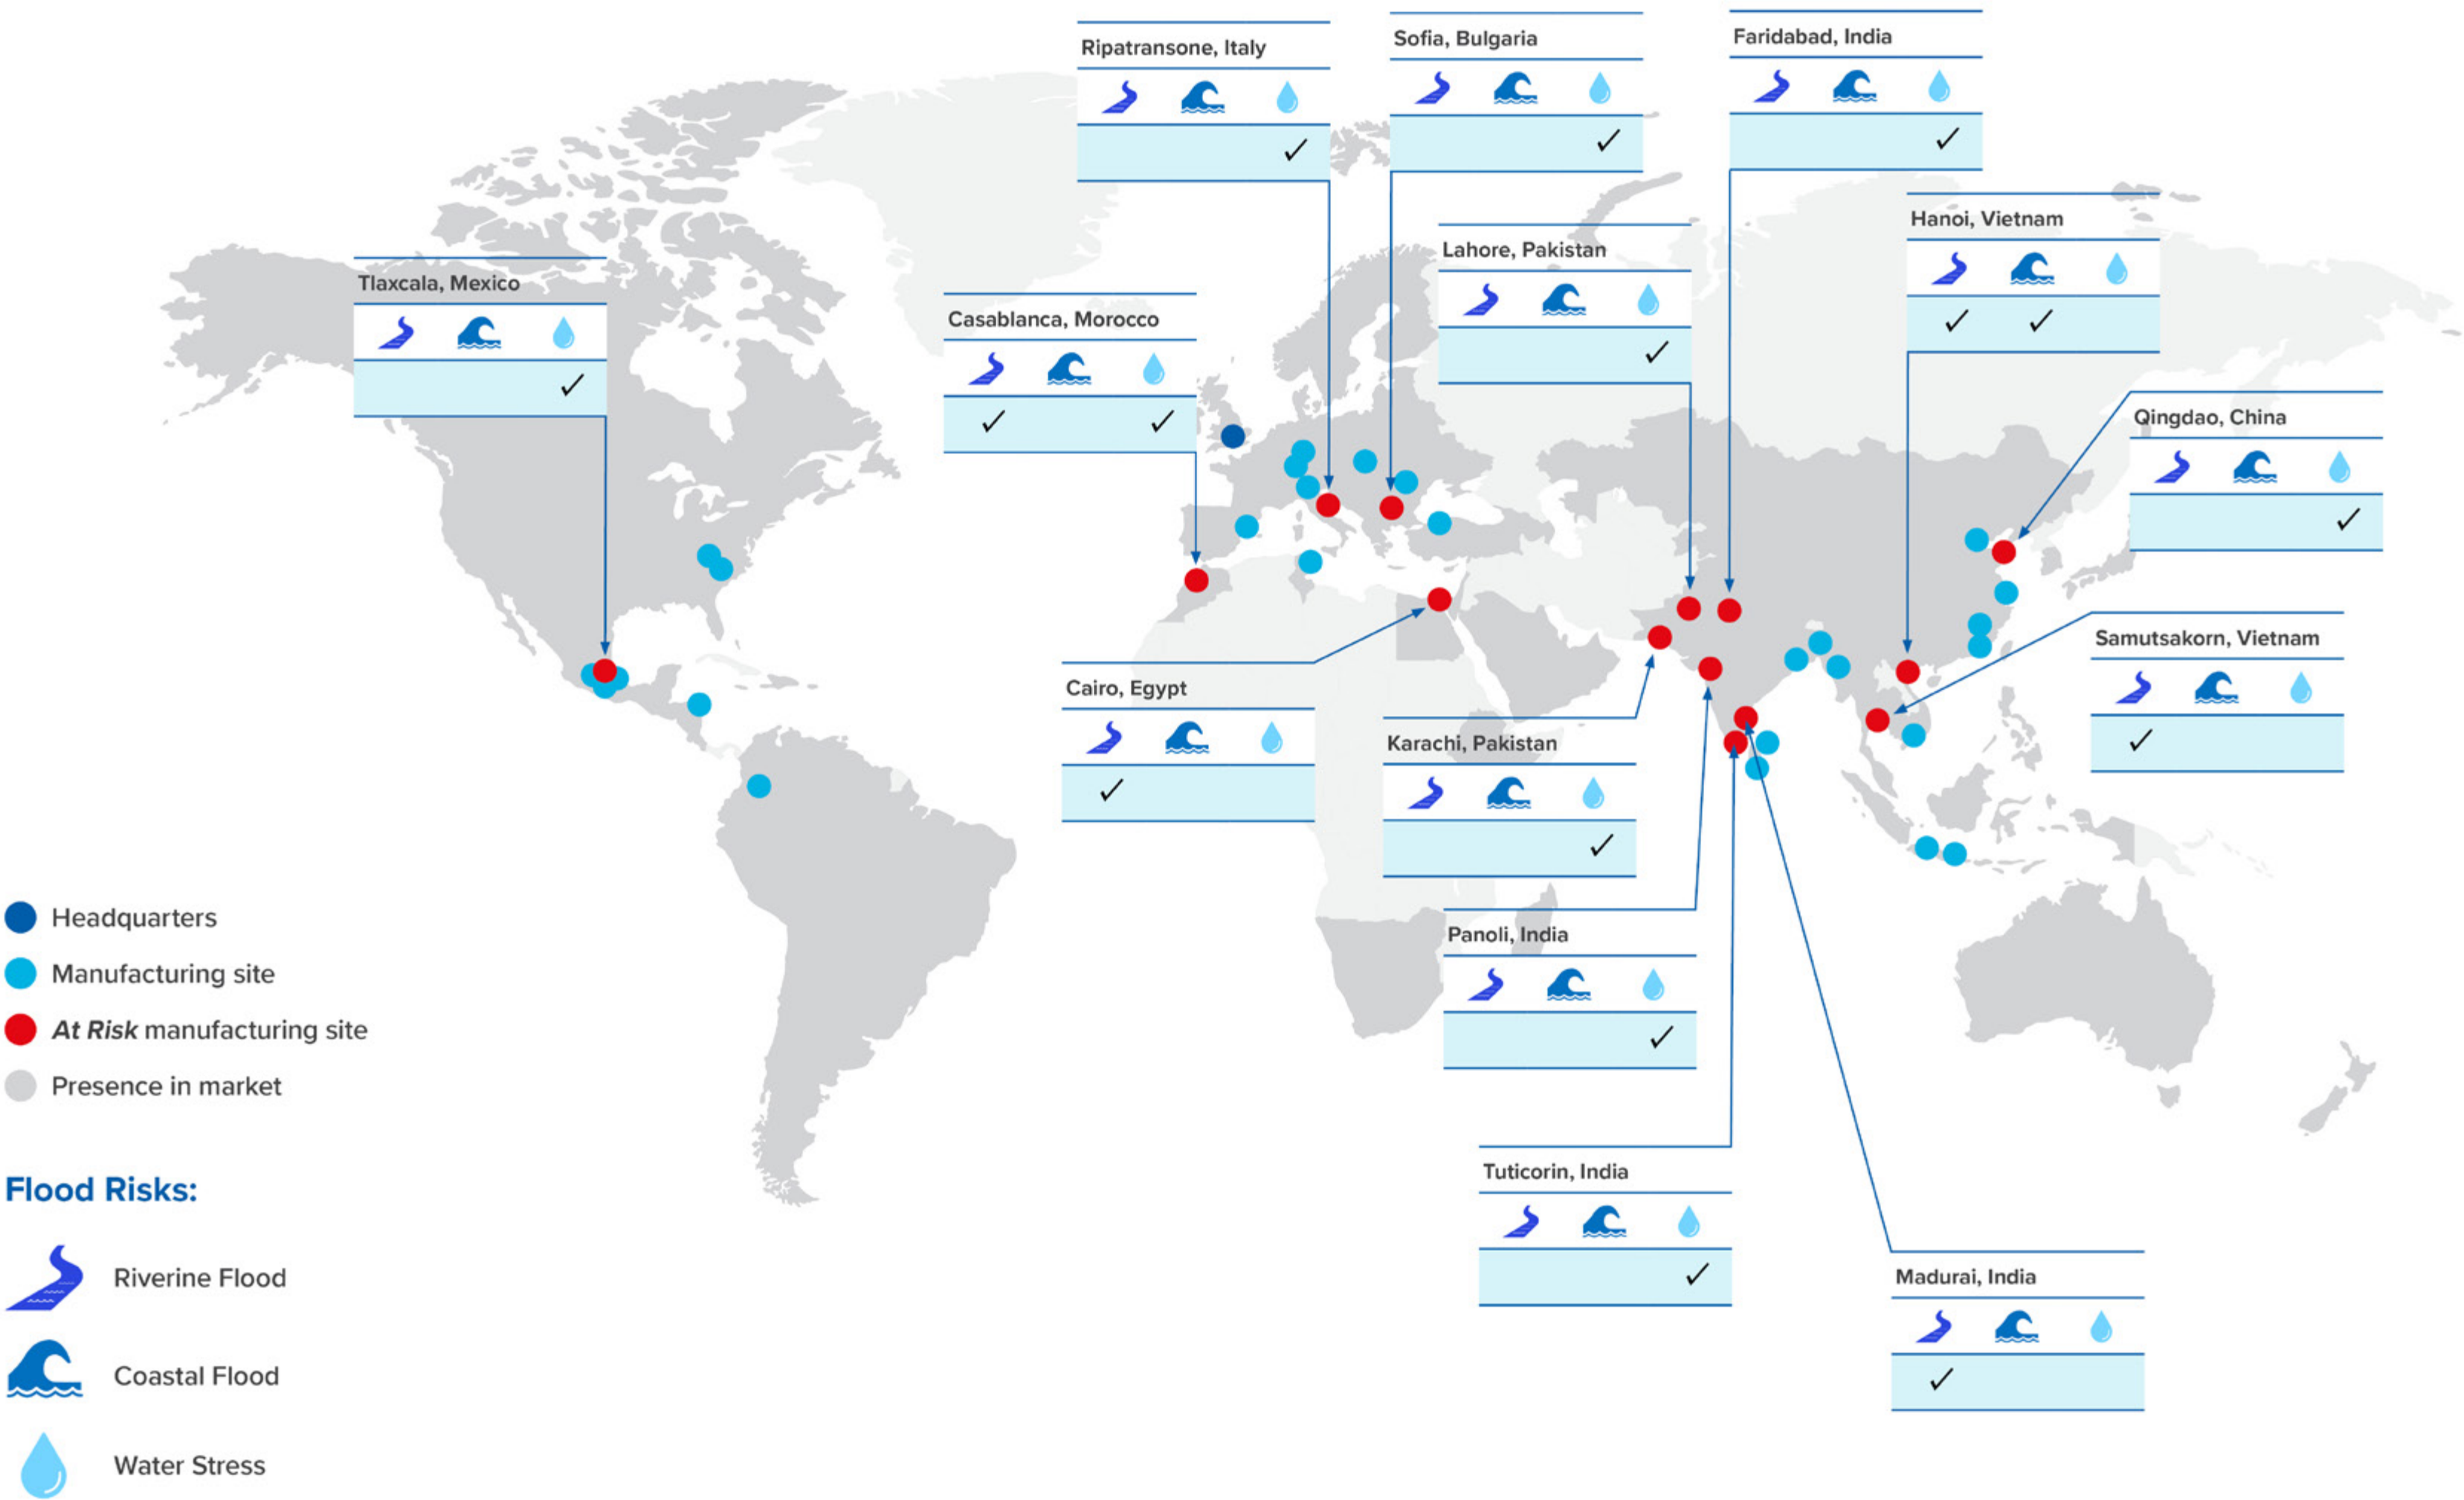 Ripatransone, Italy
✓
Sofia, Bulgaria
✓
Faridabad, India
✓
Hanoi, Vietnam
✓ ✓
Lahore, Pakistan
✓
Tlaxcala, Mexico
✓
Casablanca, Morocco
✓ ✓
Qingdao, China
✓
Samutsakorn, Vietnam
✓
Cairo, Egypt
✓
Karachi, Pakistan
✓
Panoli, India
✓
Tuticorin, India
✓
Madurai, India
✓
Headquarters
Manufacturing site
At Risk manufacturing site
Presence in market
Flood Risks:
Riverine Flood
Coastal Flood
Water Stress